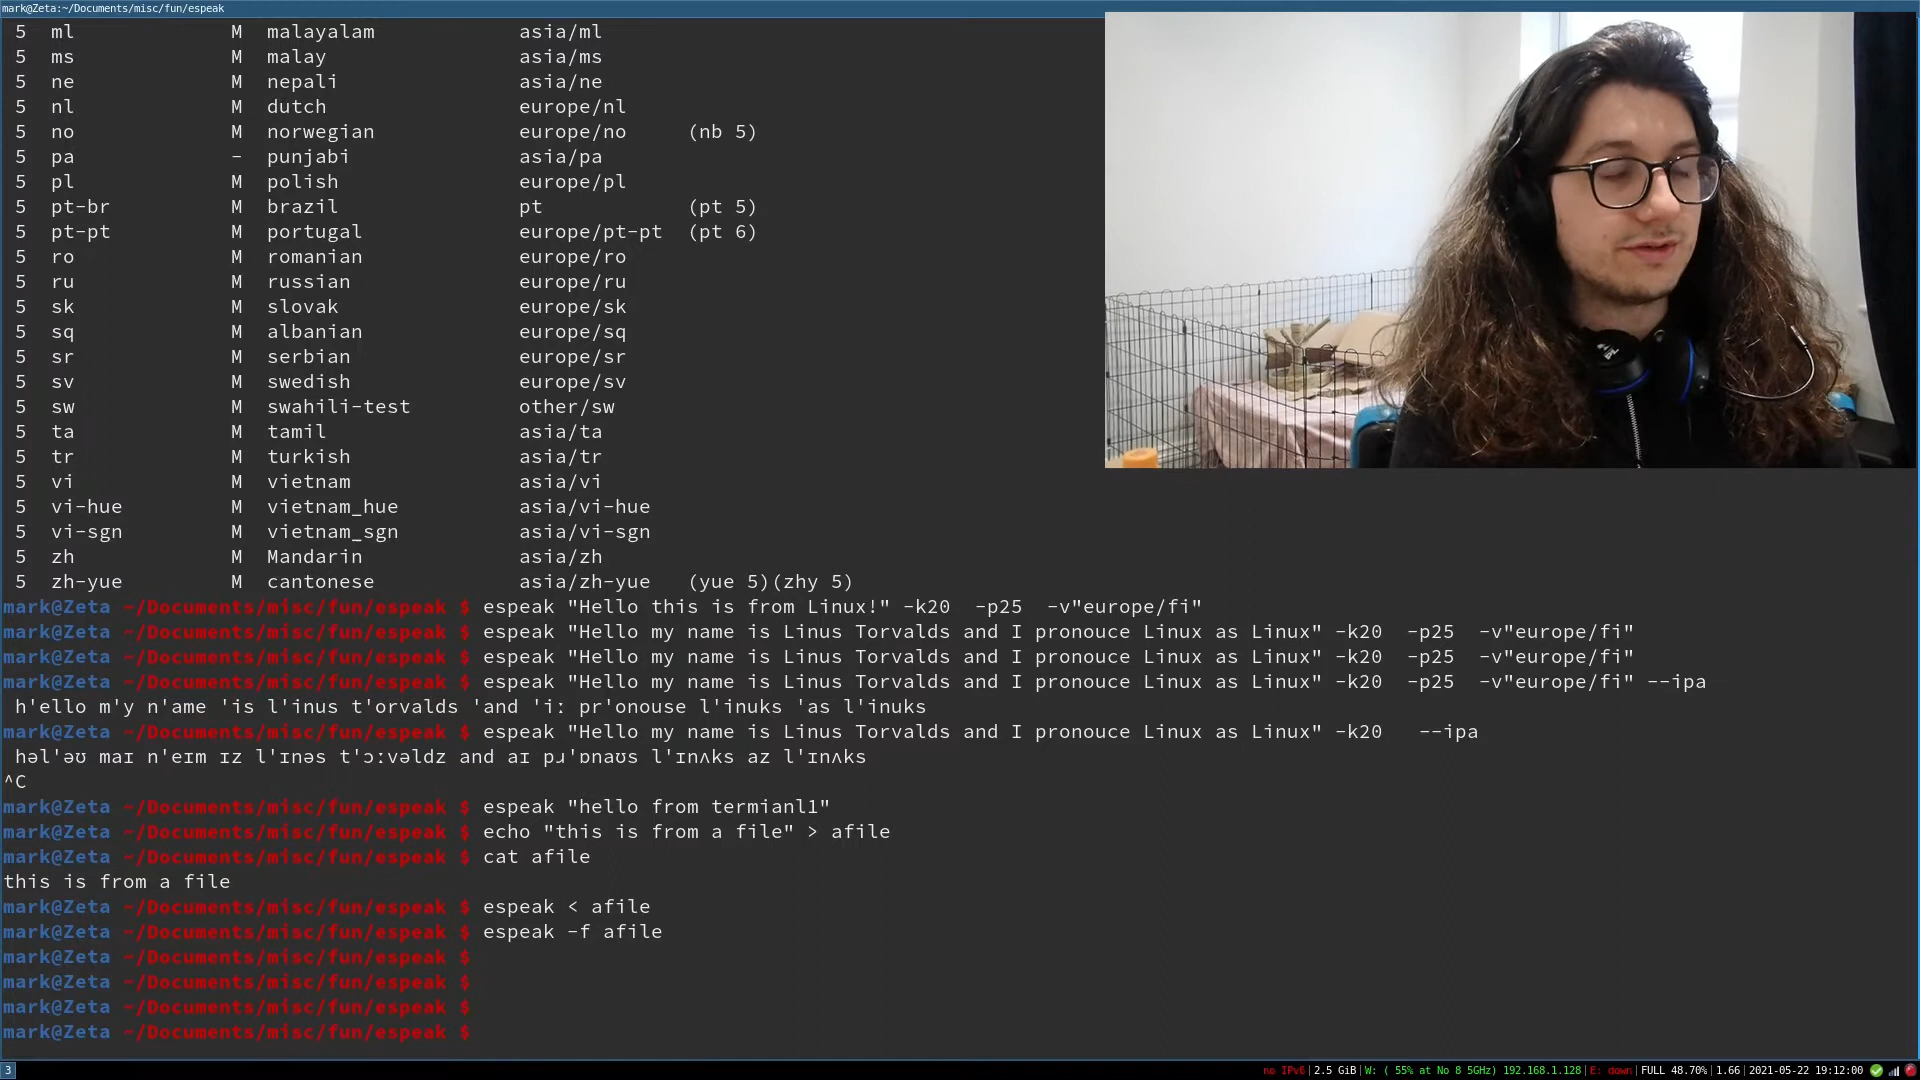 mark@Zeta:~/Documents/misc/fun/espeak
5 ml M malayalam asia/ml
5 ms M malay asia/ms
5 ne M nepali asia/ne
5 nl M dutch europe/nl
5 no M norwegian europe/no (nb 5)
5 pa - punjabi asia/pa
5 pl M polish europe/pl
5 pt-br M brazil pt (pt 5)
5 pt-pt M portugal europe/pt-pt (pt 6)
5 ro M romanian europe/ro
5 ru M russian europe/ru
5 sk M slovak europe/sk
5 sq M albanian europe/sq
5 sr M serbian europe/sr
5 sv M swedish europe/sv
5 sw M swahili-test other/sw
5 ta M tamil asia/ta
5 tr M turkish asia/tr
5 vi M vietnam asia/vi
5 vi-hue M vietnam_hue asia/vi-hue
5 vi-sgn M vietnam_sgn asia/vi-sgn
5 zh M Mandarin asia/zh
5 zh-yue M cantonese asia/zh-yue (yue 5)(zhy 5)
mark@Zeta ~/Documents/misc/fun/espeak $ espeak "Hello this is from Linux!" -k20 -p25 -v"europe/fi"
mark@Zeta ~/Documents/misc/fun/espeak $ espeak "Hello my name is Linus Torvalds and I pronouce Linux as Linux" -k20 -p25 -v"europe/fi"
mark@Zeta ~/Documents/misc/fun/espeak $ espeak "Hello my name is Linus Torvalds and I pronouce Linux as Linux" -k20 -p25 -v"europe/fi"
mark@Zeta ~/Documents/misc/fun/espeak $ espeak "Hello my name is Linus Torvalds and I pronouce Linux as Linux" -k20 -p25 -v"europe/fi" --ipa
h'ello m'y n'ame 'is l'inus t'orvalds 'and 'iː pr'onouse l'inuks 'as l'inuks
mark@Zeta ~/Documents/misc/fun/espeak $ espeak "Hello my name is Linus Torvalds and I pronouce Linux as Linux" -k20 --ipa
həl'əʊ maɪ n'eɪm ɪz l'ɪnəs t'ɔːvəldz and aɪ pɹ'ɒnaʊs l'ɪnʌks az l'ɪnʌks
^C
mark@Zeta ~/Documents/misc/fun/espeak $ espeak "hello from termianl1"
mark@Zeta ~/Documents/misc/fun/espeak $ echo "this is from a file" > afile
mark@Zeta ~/Documents/misc/fun/espeak $ cat afile
this is from a file
mark@Zeta ~/Documents/misc/fun/espeak $ espeak < afile
mark@Zeta ~/Documents/misc/fun/espeak $ espeak -f afile
mark@Zeta ~/Documents/misc/fun/espeak $
mark@Zeta ~/Documents/misc/fun/espeak $
mark@Zeta ~/Documents/misc/fun/espeak $
mark@Zeta ~/Documents/misc/fun/espeak $
3 no IPv6|2.5 GiB|W: ( 55% at No 8 5GHz) 192.168.1.128|E: down|FULL 48.70%|1.66|2021-05-22 19:12:00